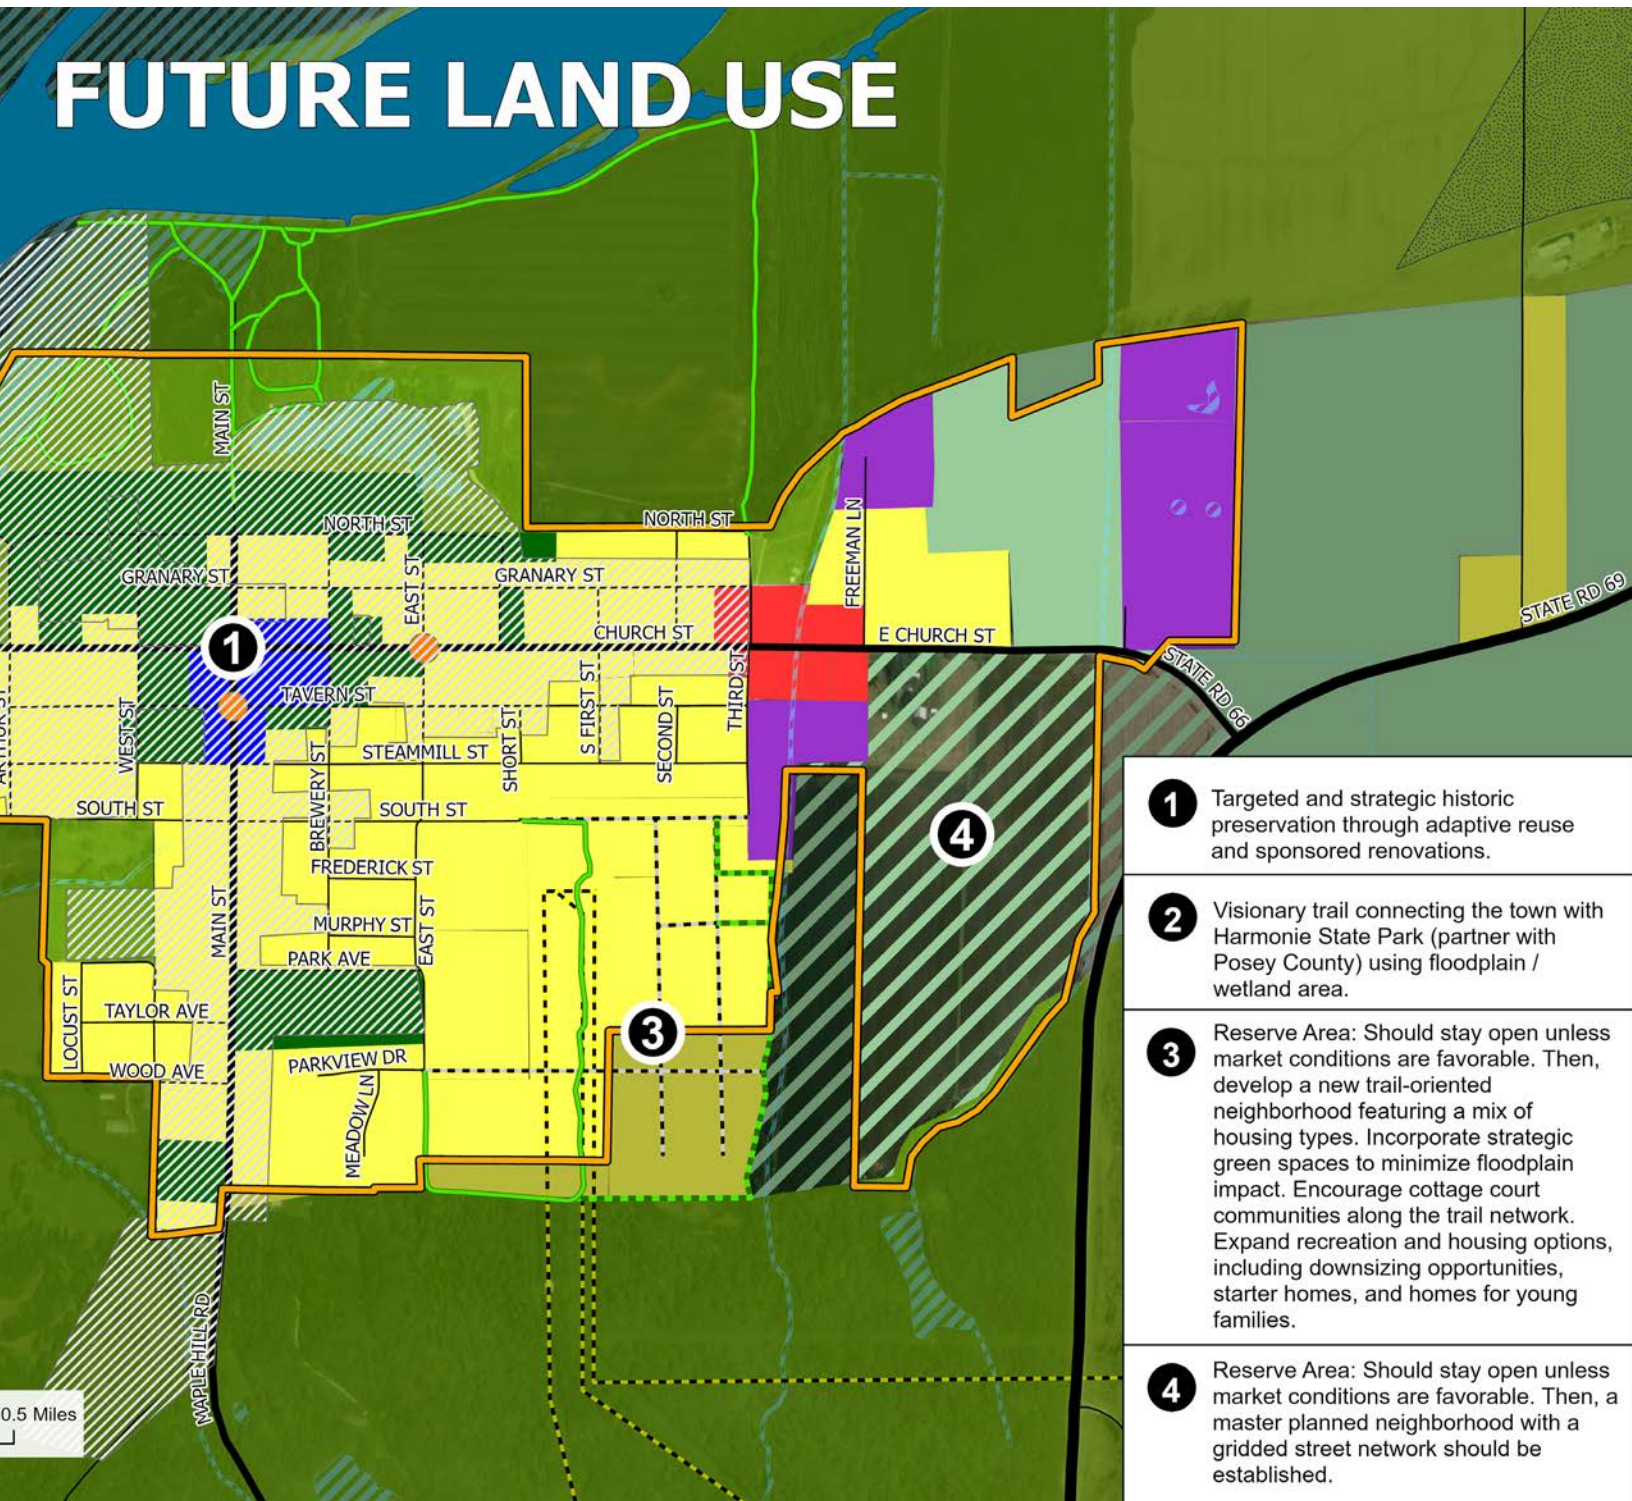 FUTURE LAND USE
MAIN ST
NORTH ST
NORTH ST
GRANARY ST
EAST ST
GRANARY ST
FREEMAN LN
1
CHURCH ST
E CHURCH ST
STATE RD 69
STATE RD 66
WEST ST
TAVERN ST
S FIRST ST
SECOND ST
THIRD ST
BREWERY ST
STEAMMILL ST
SHORT ST
SOUTH ST
SOUTH ST
4
FREDERICK ST
MAIN ST
MURPHY ST
EAST ST
PARK AVE
LOCUST ST
TAYLOR AVE
3
WOOD AVE
PARKVIEW DR
MEADOW LN
MAPLE HILL RD
0.5 Miles
1
Targeted and strategic historic
preservation through adaptive reuse
and sponsored renovations.
2
Visionary trail connecting the town with
Harmonie State Park (partner with
Posey County) using floodplain /
wetland area.
3
Reserve Area: Should stay open unless
market conditions are favorable. Then,
develop a new trail-oriented
neighborhood featuring a mix of
housing types. Incorporate strategic
green spaces to minimize floodplain
impact. Encourage cottage court
communities along the trail network.
Expand recreation and housing options,
including downsizing opportunities,
starter homes, and homes for young
families.
4
Reserve Area: Should stay open unless
market conditions are favorable. Then, a
master planned neighborhood with a
gridded street network should be
established.